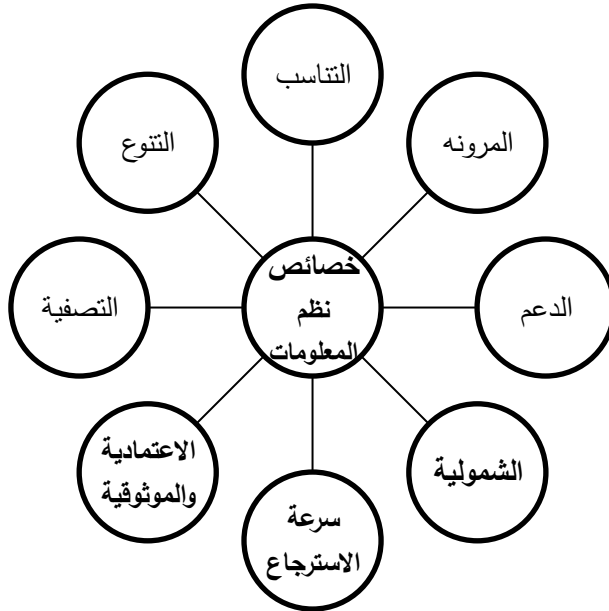 التناسب
المرونه
الدعم
الشمولية
سرعة
الاسترجاع
الاعتمادية
والموثوقية
التصفية
التنوع
خصائص
نظم
المعلومات